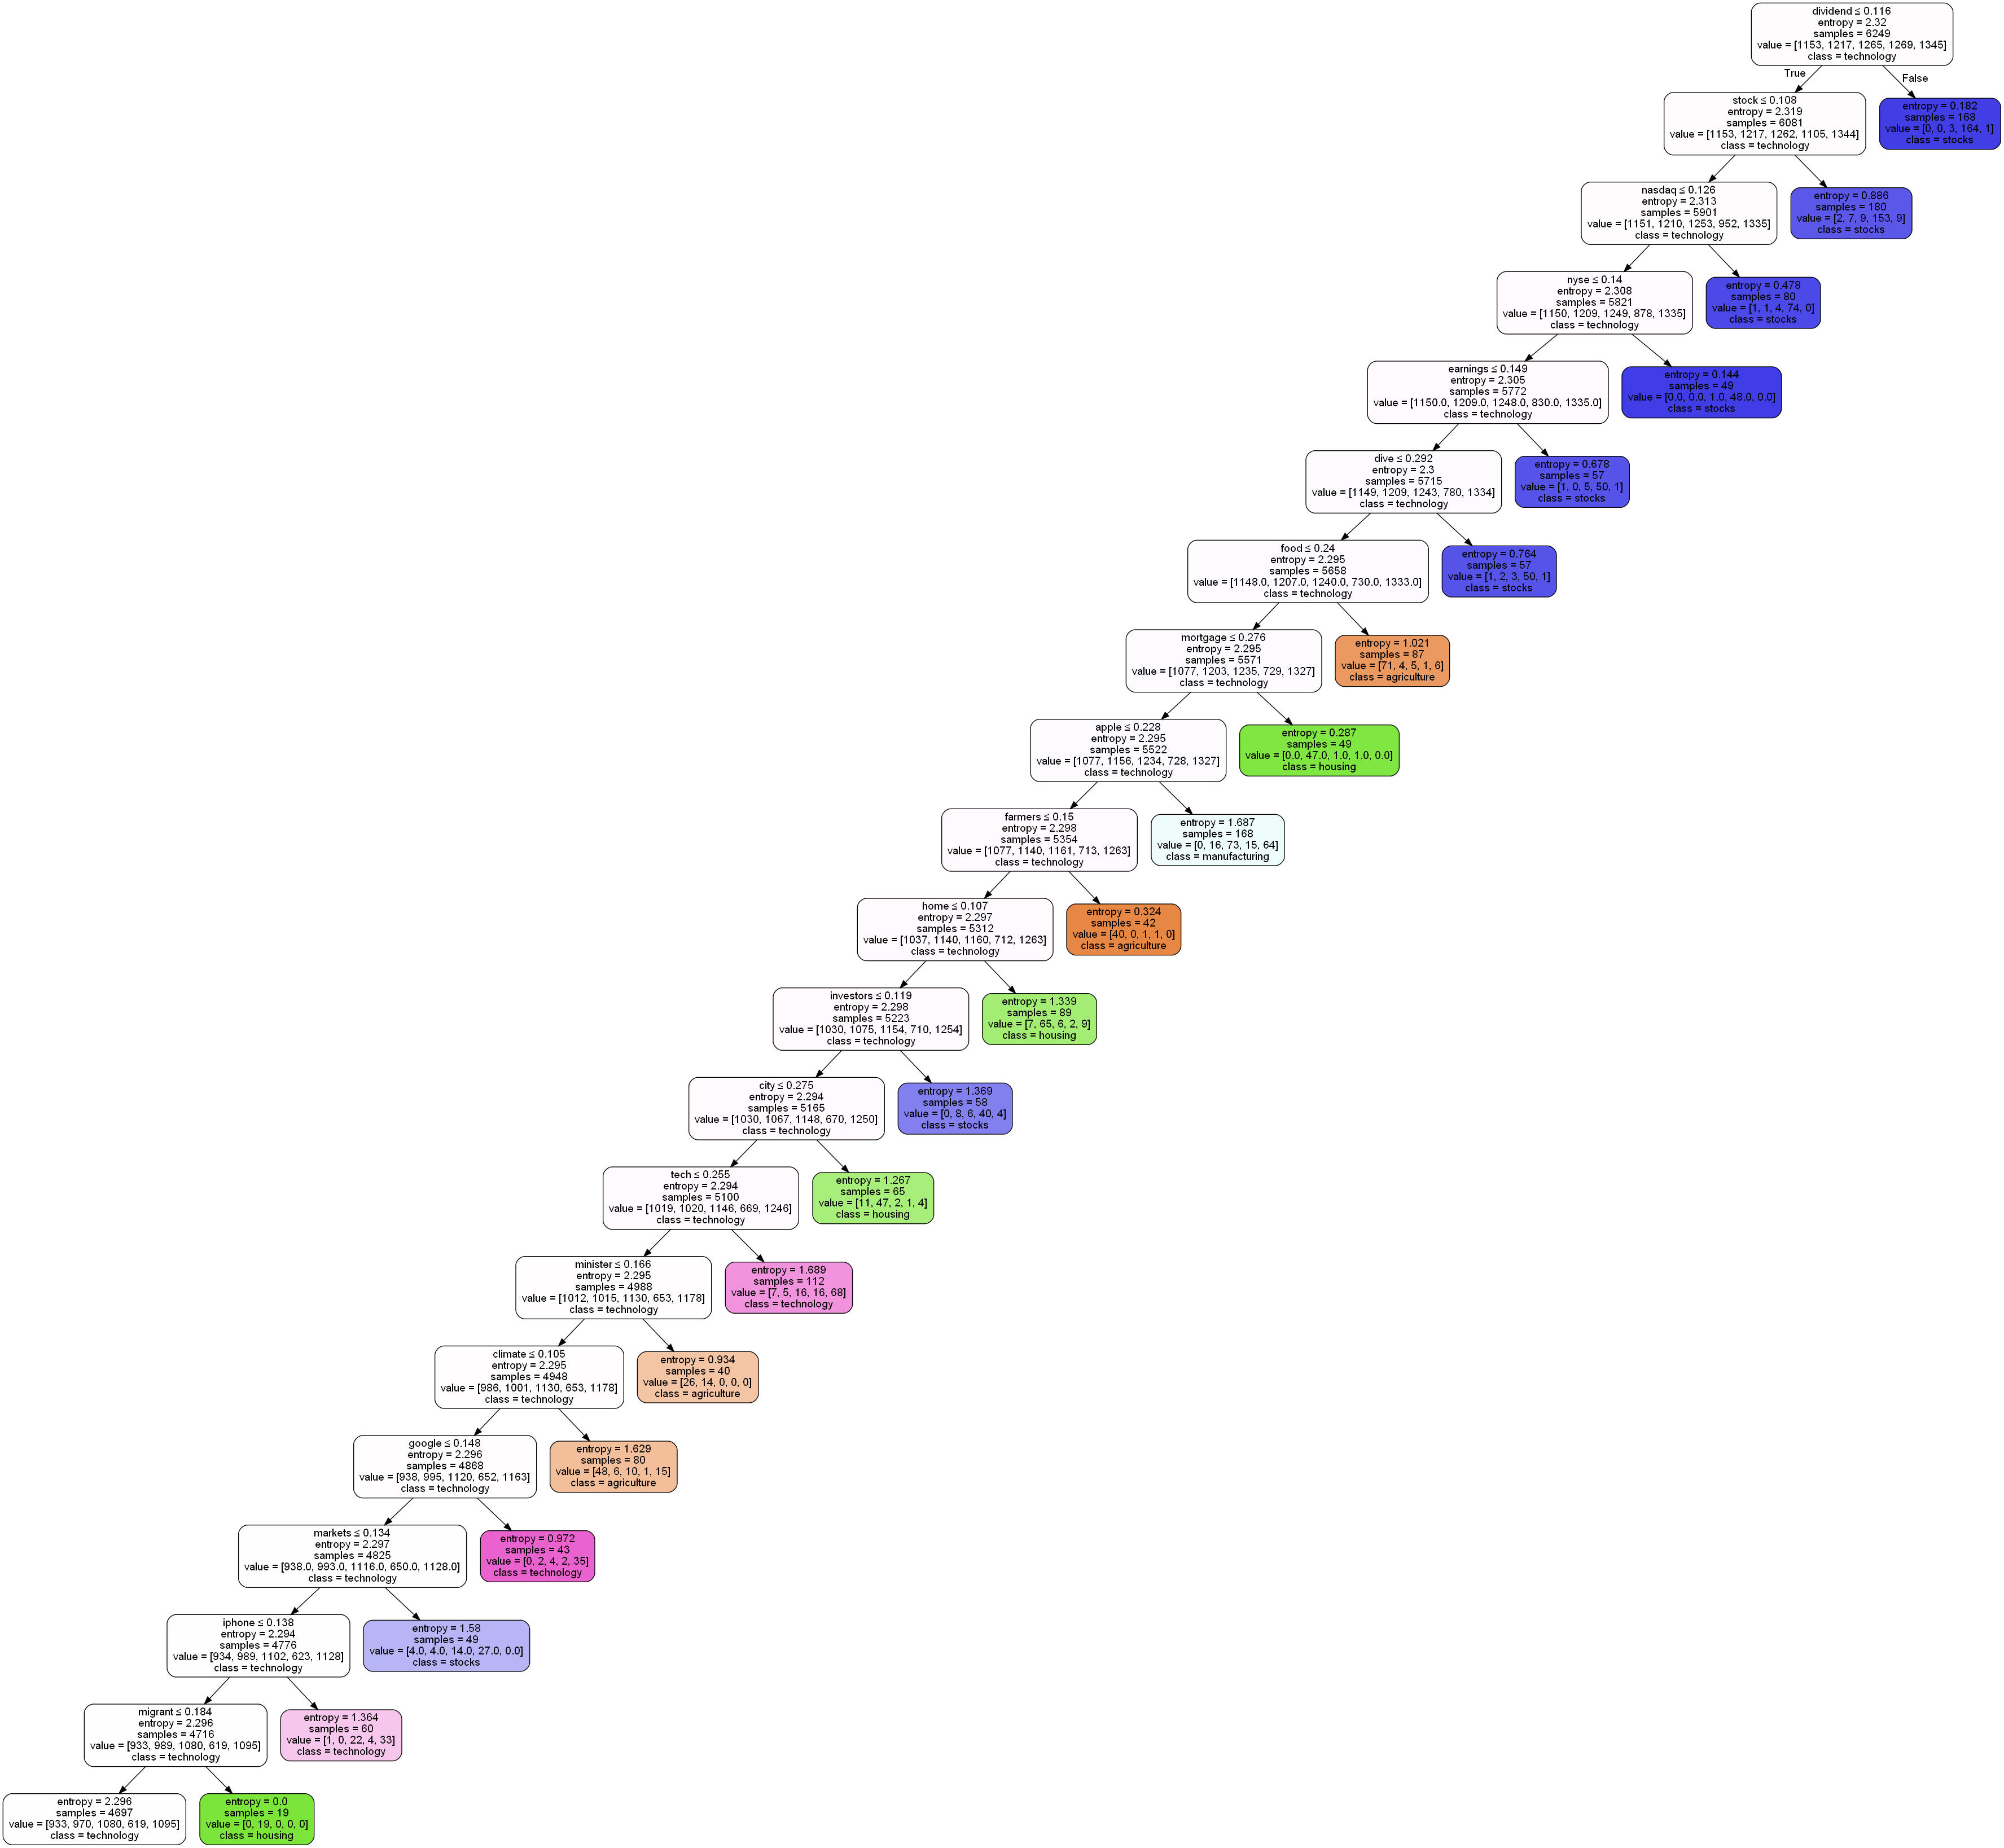 dividend ≤ 0.116
entropy = 2.32
samples = 6249
value = [1153, 1217, 1265, 1269, 1345]
class = technology
True
False
stock ≤ 0.108
entropy = 2.319
samples = 6081
value = [1153, 1217, 1262, 1105, 1344]
class = technology
entropy = 0.182
samples = 168
value = [0, 0, 3, 164, 1]
class = stocks
nasdaq ≤ 0.126
entropy = 2.313
samples = 5901
value = [1151, 1210, 1253, 952, 1335]
class = technology
entropy = 0.886
samples = 180
value = [2, 7, 9, 153, 9]
class = stocks
nyse ≤ 0.14
entropy = 2.308
samples = 5821
value = [1150, 1209, 1249, 878, 1335]
class = technology
entropy = 0.478
samples = 80
value = [1, 1, 4, 74, 0]
class = stocks
earnings ≤ 0.149
entropy = 2.305
samples = 5772
value = [1150.0, 1209.0, 1248.0, 830.0, 1335.0]
class = technology
entropy = 0.144
samples = 49
value = [0.0, 0.0, 1.0, 48.0, 0.0]
class = stocks
dive ≤ 0.292
entropy = 2.3
samples = 5715
value = [1149, 1209, 1243, 780, 1334]
class = technology
entropy = 0.678
samples = 57
value = [1, 0, 5, 50, 1]
class = stocks
food ≤ 0.24
entropy = 2.295
samples = 5658
value = [1148.0, 1207.0, 1240.0, 730.0, 1333.0]
class = technology
entropy = 0.764
samples = 57
value = [1, 2, 3, 50, 1]
class = stocks
mortgage ≤ 0.276
entropy = 2.295
samples = 5571
value = [1077, 1203, 1235, 729, 1327]
class = technology
entropy = 1.021
samples = 87
value = [71, 4, 5, 1, 6]
class = agriculture
apple ≤ 0.228
entropy = 2.295
samples = 5522
value = [1077, 1156, 1234, 728, 1327]
class = technology
entropy = 0.287
samples = 49
value = [0.0, 47.0, 1.0, 1.0, 0.0]
class = housing
farmers ≤ 0.15
entropy = 2.298
samples = 5354
value = [1077, 1140, 1161, 713, 1263]
class = technology
entropy = 1.687
samples = 168
value = [0, 16, 73, 15, 64]
class = manufacturing
home ≤ 0.107
entropy = 2.297
samples = 5312
value = [1037, 1140, 1160, 712, 1263]
class = technology
entropy = 0.324
samples = 42
value = [40, 0, 1, 1, 0]
class = agriculture
investors ≤ 0.119
entropy = 2.298
samples = 5223
value = [1030, 1075, 1154, 710, 1254]
class = technology
entropy = 1.339
samples = 89
value = [7, 65, 6, 2, 9]
class = housing
city ≤ 0.275
entropy = 2.294
samples = 5165
value = [1030, 1067, 1148, 670, 1250]
class = technology
entropy = 1.369
samples = 58
value = [0, 8, 6, 40, 4]
class = stocks
tech ≤ 0.255
entropy = 2.294
samples = 5100
value = [1019, 1020, 1146, 669, 1246]
class = technology
entropy = 1.267
samples = 65
value = [11, 47, 2, 1, 4]
class = housing
minister ≤ 0.166
entropy = 2.295
samples = 4988
value = [1012, 1015, 1130, 653, 1178]
class = technology
entropy = 1.689
samples = 112
value = [7, 5, 16, 16, 68]
class = technology
climate ≤ 0.105
entropy = 2.295
samples = 4948
value = [986, 1001, 1130, 653, 1178]
class = technology
entropy = 0.934
samples = 40
value = [26, 14, 0, 0, 0]
class = agriculture
google ≤ 0.148
entropy = 2.296
samples = 4868
value = [938, 995, 1120, 652, 1163]
class = technology
entropy = 1.629
samples = 80
value = [48, 6, 10, 1, 15]
class = agriculture
markets ≤ 0.134
entropy = 2.297
samples = 4825
value = [938.0, 993.0, 1116.0, 650.0, 1128.0]
class = technology
entropy = 0.972
samples = 43
value = [0, 2, 4, 2, 35]
class = technology
iphone ≤ 0.138
entropy = 2.294
samples = 4776
value = [934, 989, 1102, 623, 1128]
class = technology
entropy = 1.58
samples = 49
value = [4.0, 4.0, 14.0, 27.0, 0.0]
class = stocks
migrant ≤ 0.184
entropy = 2.296
samples = 4716
value = [933, 989, 1080, 619, 1095]
class = technology
entropy = 1.364
samples = 60
value = [1, 0, 22, 4, 33]
class = technology
entropy = 2.296
samples = 4697
value = [933, 970, 1080, 619, 1095]
class = technology
entropy = 0.0
samples = 19
value = [0, 19, 0, 0, 0]
class = housing